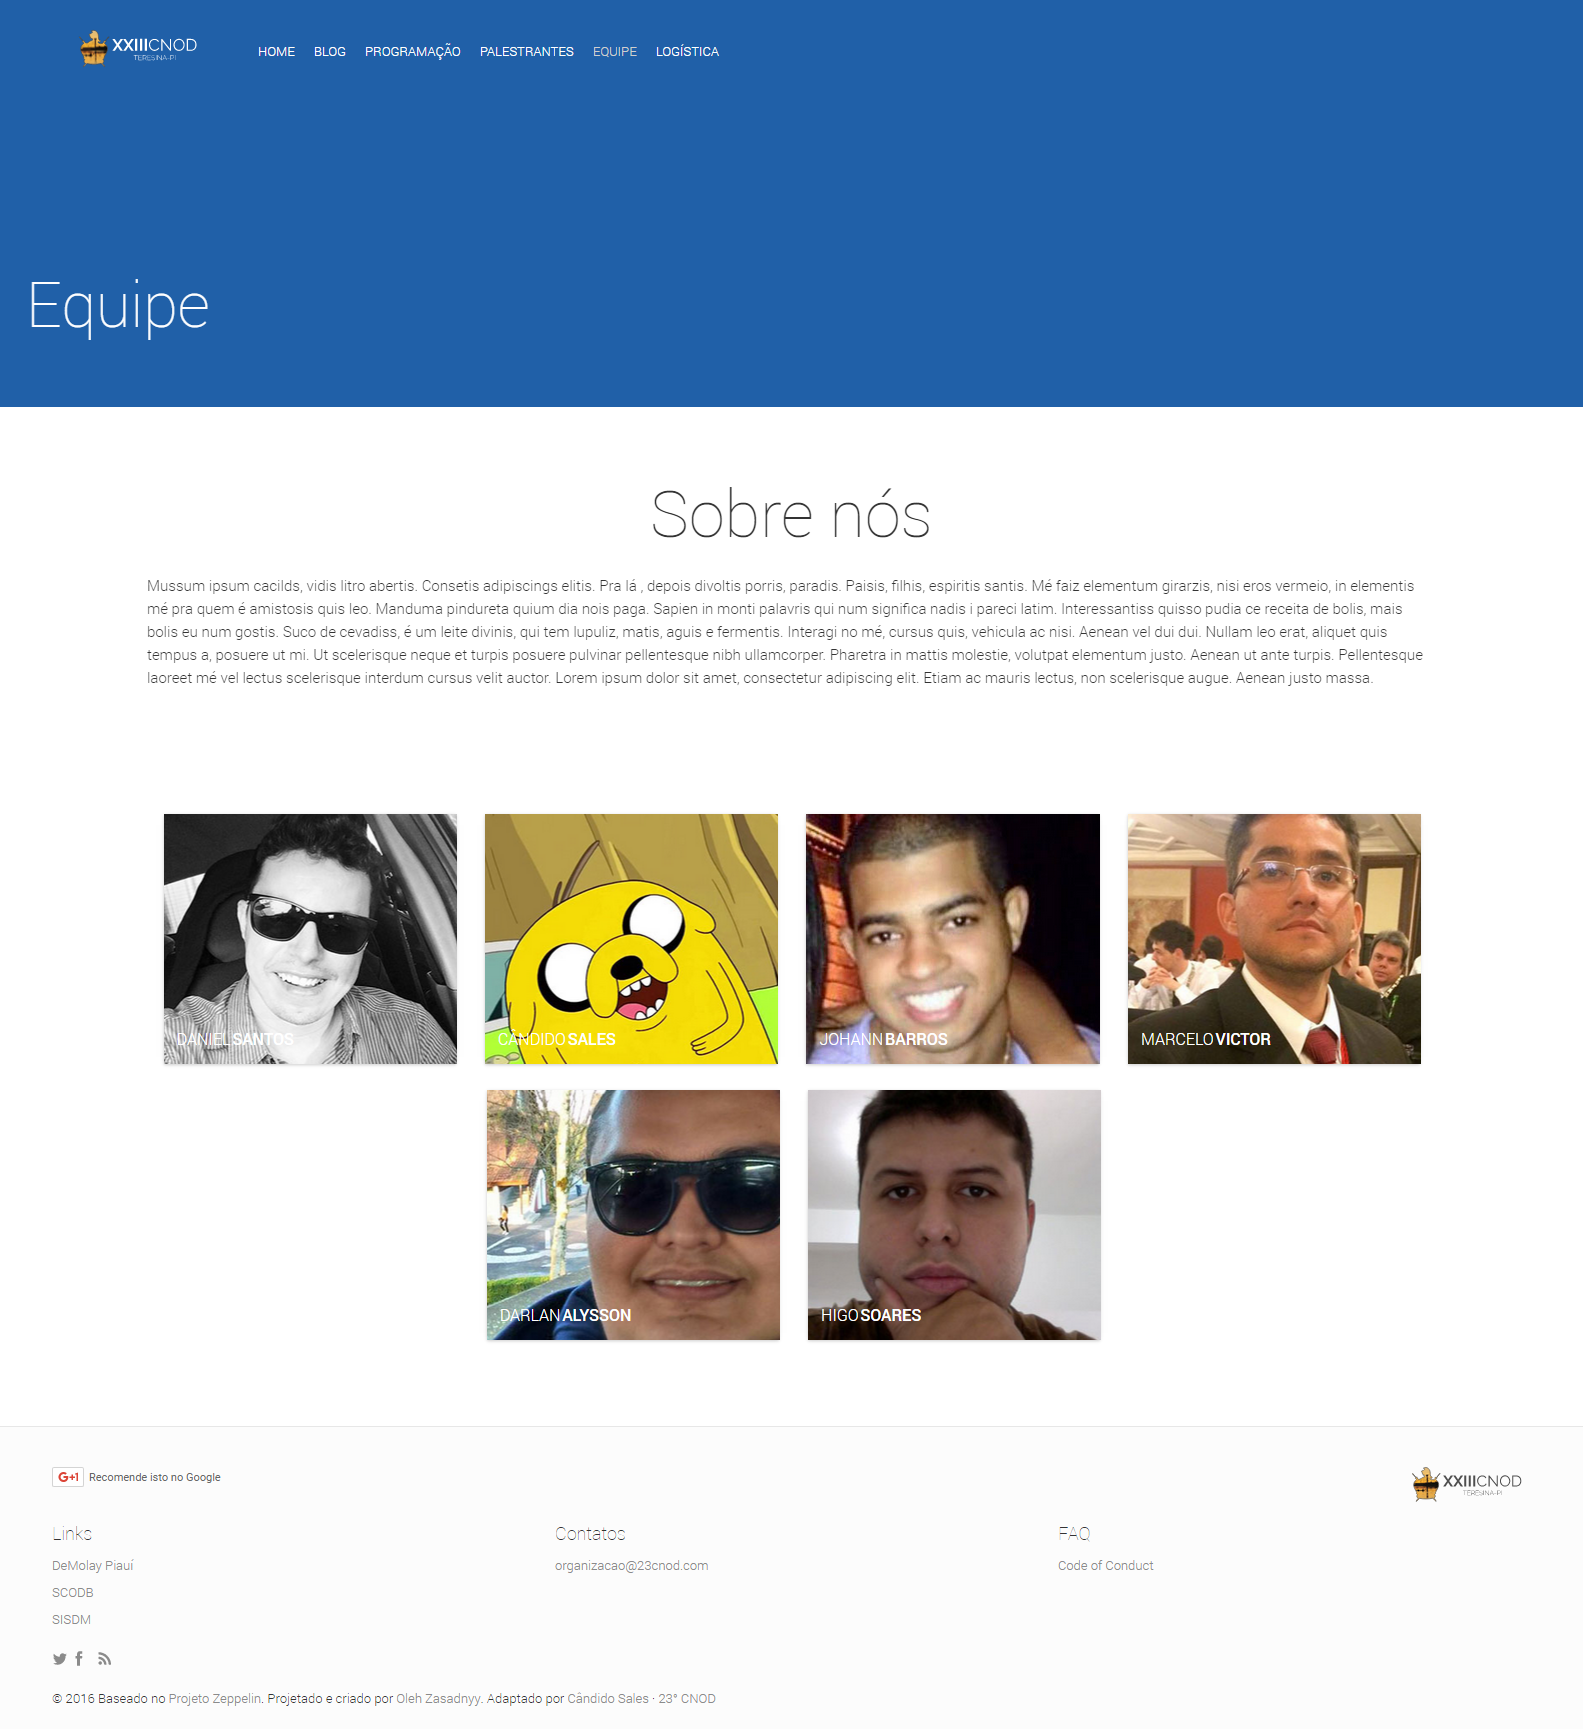 XXIIICNOD
TERESINA-PI
HOME BLOG PROGRAMAÇÃO PALESTRANTES EQUIPE LOGÍSTICA
Equipe
Sobre nós
Mussum ipsum cacilds, vidis litro abertis. Consetis adipiscings elitis. Pra lá , depois divoltis porris, paradis. Paisis, filhis, espiritis santis. Mé faiz elementum girarzis, nisi eros vermeio, in elementis
mé pra quem é amistosis quis leo. Manduma pindureta quium dia nois paga. Sapien in monti palavris qui num significa nadis i pareci latim. Interessantiss quisso pudia ce receita de bolis, mais
bolis eu num gostis. Suco de cevadiss, é um leite divinis, qui tem lupuliz, matis, aguis e fermentis. Interagi no mé, cursus quis, vehicula ac nisi. Aenean vel dui dui. Nullam leo erat, aliquet quis
tempus a, posuere ut mi. Ut scelerisque neque et turpis posuere pulvinar pellentesque nibh ullamcorper. Pharetra in mattis molestie, volutpat elementum justo. Aenean ut ante turpis. Pellentesque
laoreet mé vel lectus scelerisque interdum cursus velit auctor. Lorem ipsum dolor sit amet, consectetur adipiscing elit. Etiam ac mauris lectus, non scelerisque augue. Aenean justo massa.
DANIEL SANTOS
CÂNDIDO SALES
JOHANN BARROS
MARCELO VICTOR
DARLAN ALYSSON
HIGO SOARES
G+1 Recomende isto no Google
XXIIICNOD
TERESINA-PI
Links
DeMolay Piauí
SCODB
SISDM
Contatos
organizacao@23cnod.com
FAQ
Code of Conduct
© 2016 Baseado no Projeto Zeppelin. Projetado e criado por Oleh Zasadnyy. Adaptado por Cândido Sales · 23° CNOD